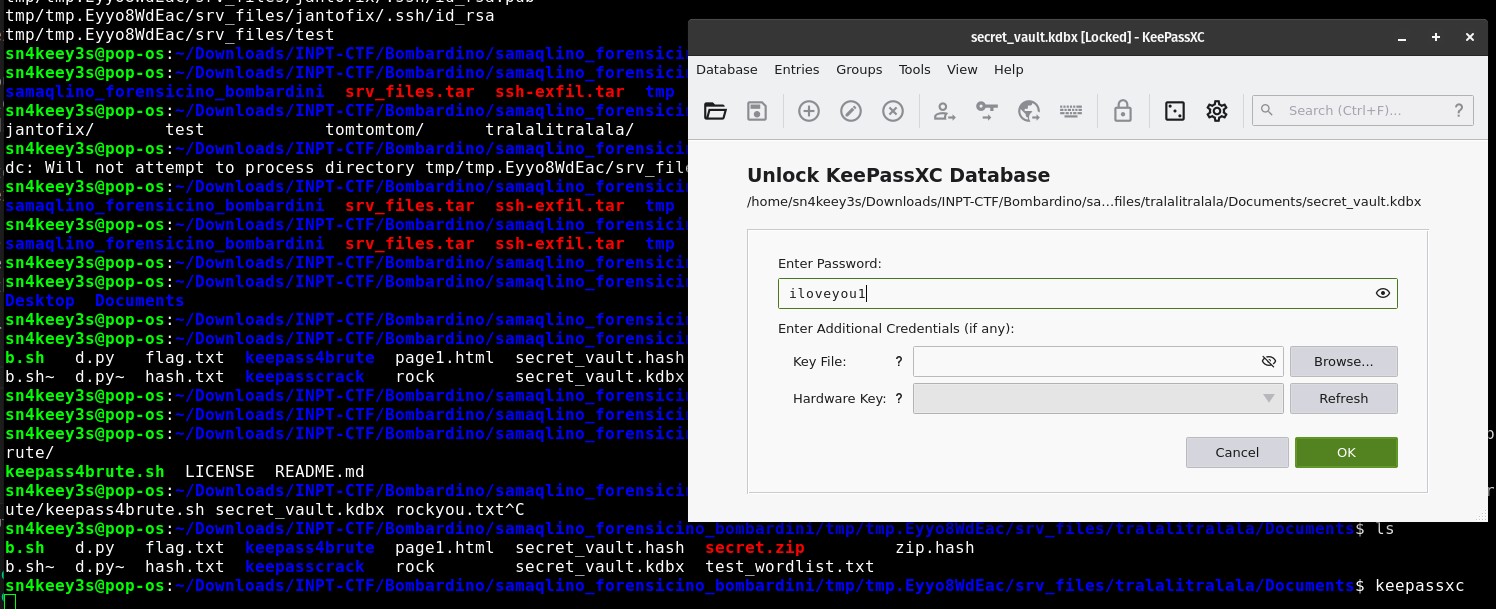 tmp/tmp.Eyyo8WdEac/srv_files/jantofix/.ssh/id_rsa.pub
tmp/tmp.Eyyo8WdEac/srv_files/jantofix/.ssh/id_rsa
tmp/tmp.Eyyo8WdEac/srv_files/test
sn4keey3s@pop-os:~/Downloads/INPT-CTF/Bombardino/samaqlino_forensicin
sn4keey3s@pop-os:~/Downloads/INPT-CTF/Bombardino/samaqlino_forensicin
samaqlino_forensicino_bombardini srv_files.tar ssh-exfil.tar tmp
sn4keey3s@pop-os:~/Downloads/INPT-CTF/Bombardino/samaqlino_forensicin
jantofix/ test tomtomtom/ tralalitralala/
sn4keey3s@pop-os:~/Downloads/INPT-CTF/Bombardino/samaqlino_forensicin
dc: Will not attempt to process directory tmp/tmp.Eyyo8WdEac/srv_file
sn4keey3s@pop-os:~/Downloads/INPT-CTF/Bombardino/samaqlino_forensicin
samaqlino_forensicino_bombardini srv_files.tar ssh-exfil.tar tmp
sn4keey3s@pop-os:~/Downloads/INPT-CTF/Bombardino/samaqlino_forensicin
samaqlino_forensicino_bombardini srv_files.tar ssh-exfil.tar tmp
sn4keey3s@pop-os:~/Downloads/INPT-CTF/Bombardino/samaqlino_forensicin
sn4keey3s@pop-os:~/Downloads/INPT-CTF/Bombardino/samaqlino_forensicin
Desktop Documents
sn4keey3s@pop-os:~/Downloads/INPT-CTF/Bombardino/samaqlino_forensicin
sn4keey3s@pop-os:~/Downloads/INPT-CTF/Bombardino/samaqlino_forensicin
b.sh d.py flag.txt keepass4brute page1.html secret_vault.hash
b.sh~ d.py~ hash.txt keepasscrack rock secret_vault.kdbx
sn4keey3s@pop-os:~/Downloads/INPT-CTF/Bombardino/samaqlino_forensicin
sn4keey3s@pop-os:~/Downloads/INPT-CTF/Bombardino/samaqlino_forensicin
sn4keey3s@pop-os:~/Downloads/INPT-CTF/Bombardino/samaqlino_forensicin
rute/
keepass4brute.sh LICENSE README.md
sn4keey3s@pop-os:~/Downloads/INPT-CTF/Bombardino/samaqlino_forensicin
ute/keepass4brute.sh secret_vault.kdbx rockyou.txt^C
sn4keey3s@pop-os:~/Downloads/INPT-CTF/Bombardino/samaqlino_forensicino_bombardini/tmp/tmp.Eyyo8WdEac/srv_files/tralalitralala/Documents$ ls
b.sh d.py flag.txt keepass4brute page1.html secret_vault.hash secret.zip zip.hash
b.sh~ d.py~ hash.txt keepasscrack rock secret_vault.kdbx test_wordlist.txt
sn4keey3s@pop-os:~/Downloads/INPT-CTF/Bombardino/samaqlino_forensicino_bombardini/tmp/tmp.Eyyo8WdEac/srv_files/tralalitralala/Documents$ keepassxc
secret_vault.kdbx [Locked] - KeePassXC
Database Entries Groups Tools View Help
Search (Ctrl+F)... ?
Unlock KeePassXC Database
/home/sn4keey3s/Downloads/INPT-CTF/Bombardino/sa...files/tralalitralala/Documents/secret_vault.kdbx
Enter Password:
iloveyou1
Enter Additional Credentials (if any):
Key File: ? Browse...
Hardware Key: ? Refresh
Cancel OK